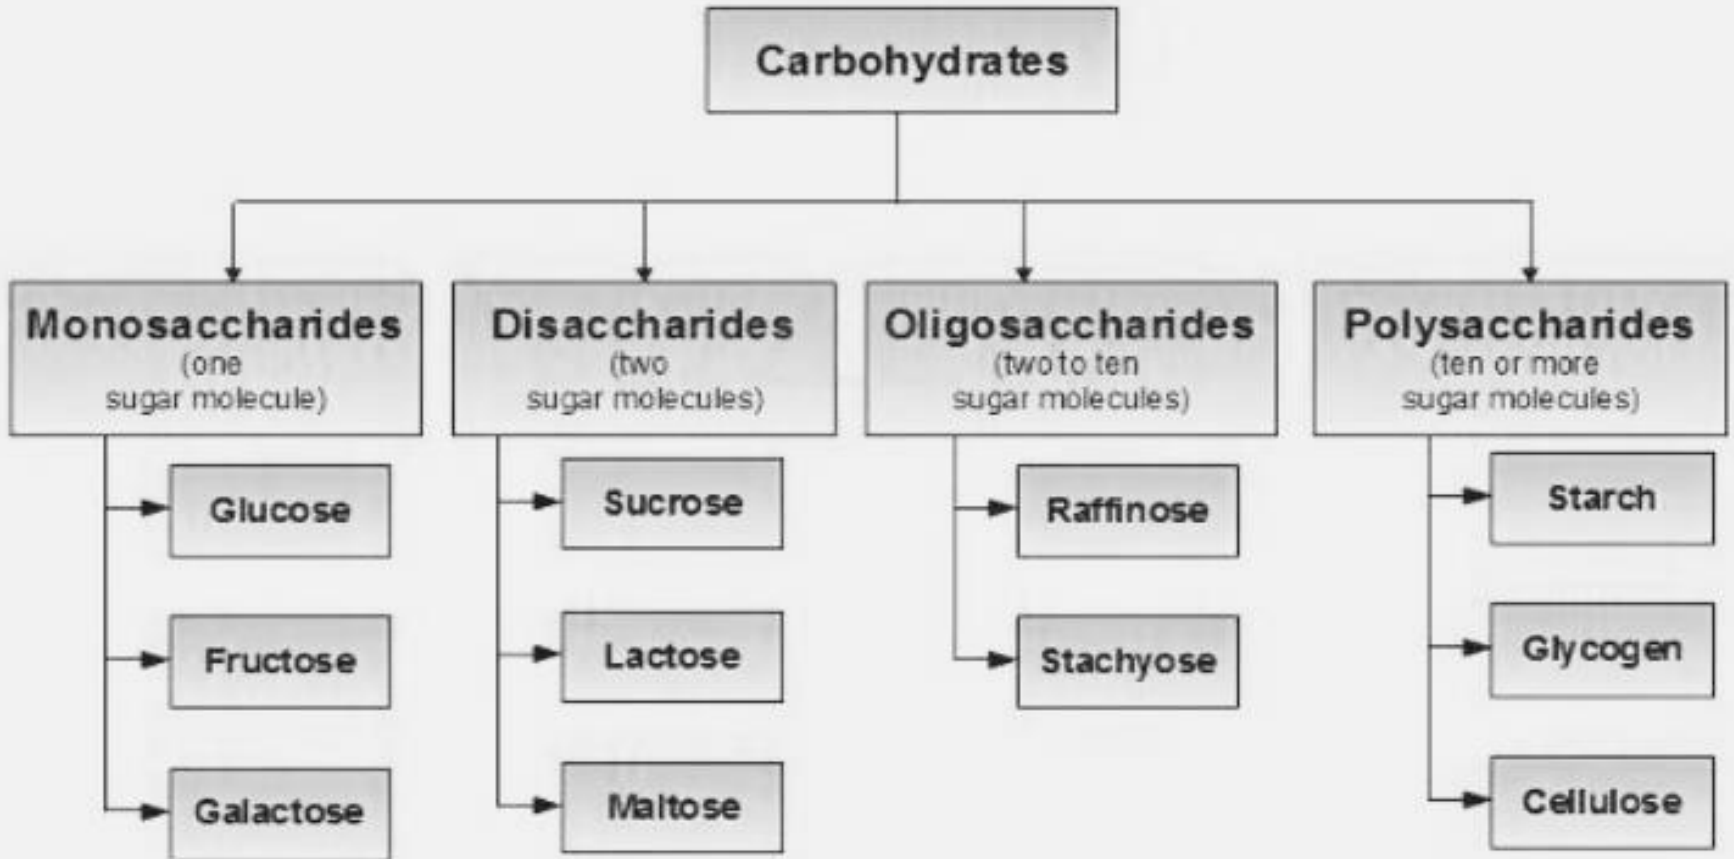 Carbohydrates
Monosaccharides
(one
sugar molecule)
Glucose
Fructose
Galactose
Disaccharides
(two
sugar molecules)
Sucrose
Lactose
Maltose
Oligosaccharides
(two to ten
sugar molecules)
Raffinose
Stachyose
Polysaccharides
(ten or more
sugar molecules)
Starch
Glycogen
Cellulose